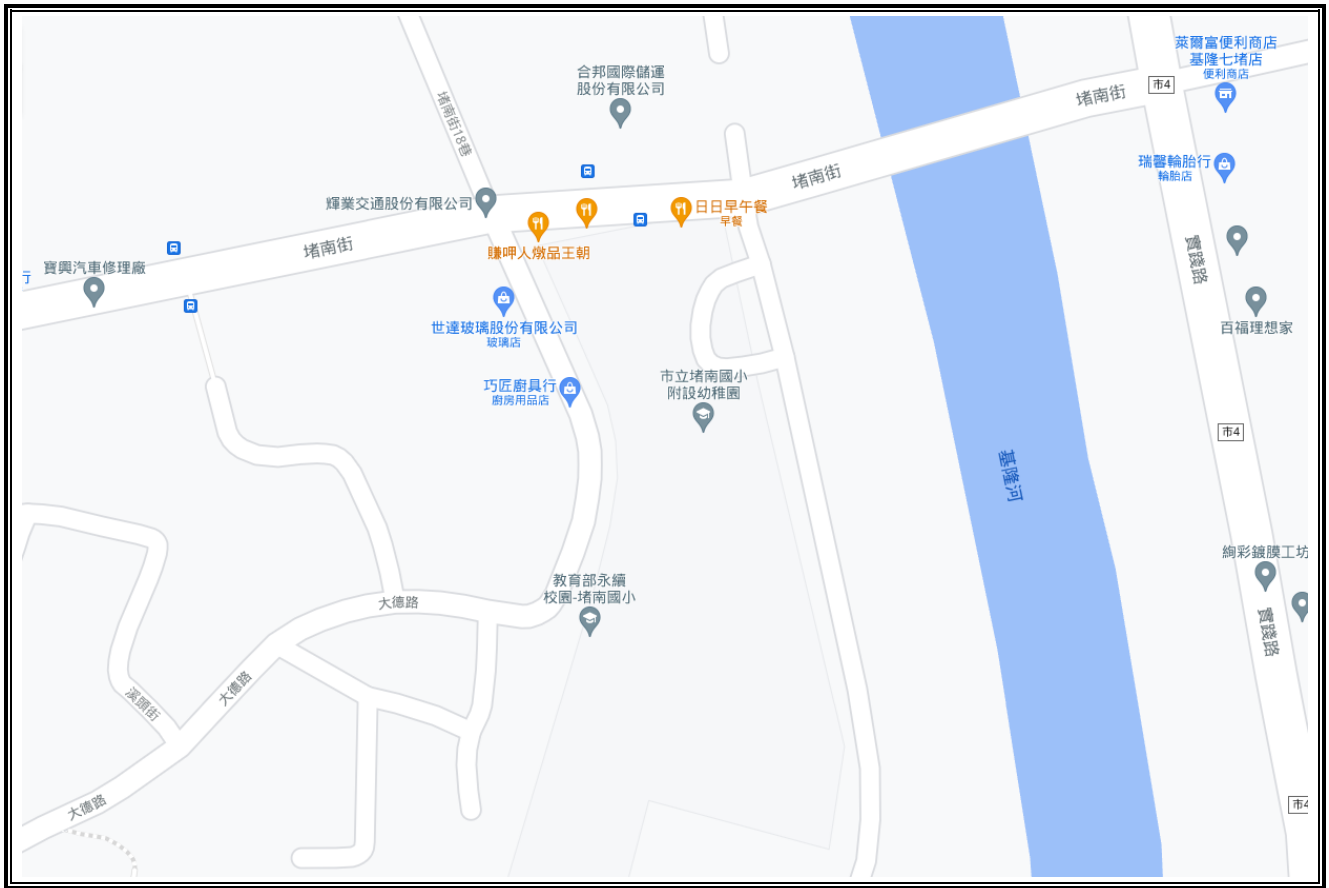 萊爾富便利商店
基隆七堵店
便利商店
合邦國際儲運
股份有限公司
市4
堵南街
堵南街18巷
瑞馨輪胎行
輪胎店
堵南街
輝業交通股份有限公司
日日早午餐
早餐
堵南街
賺呷人燉品王朝
實踐路
寶興汽車修理廠
行
世達玻璃股份有限公司
玻璃店
百福理想家
市立堵南國小
附設幼稚園
巧匠廚具行
廚房用品店
市4
基隆河
絢彩鍍膜工坊
教育部永續
校園-堵南國小
大德路
實踐路
大德路
溪頭街
大德路
市4